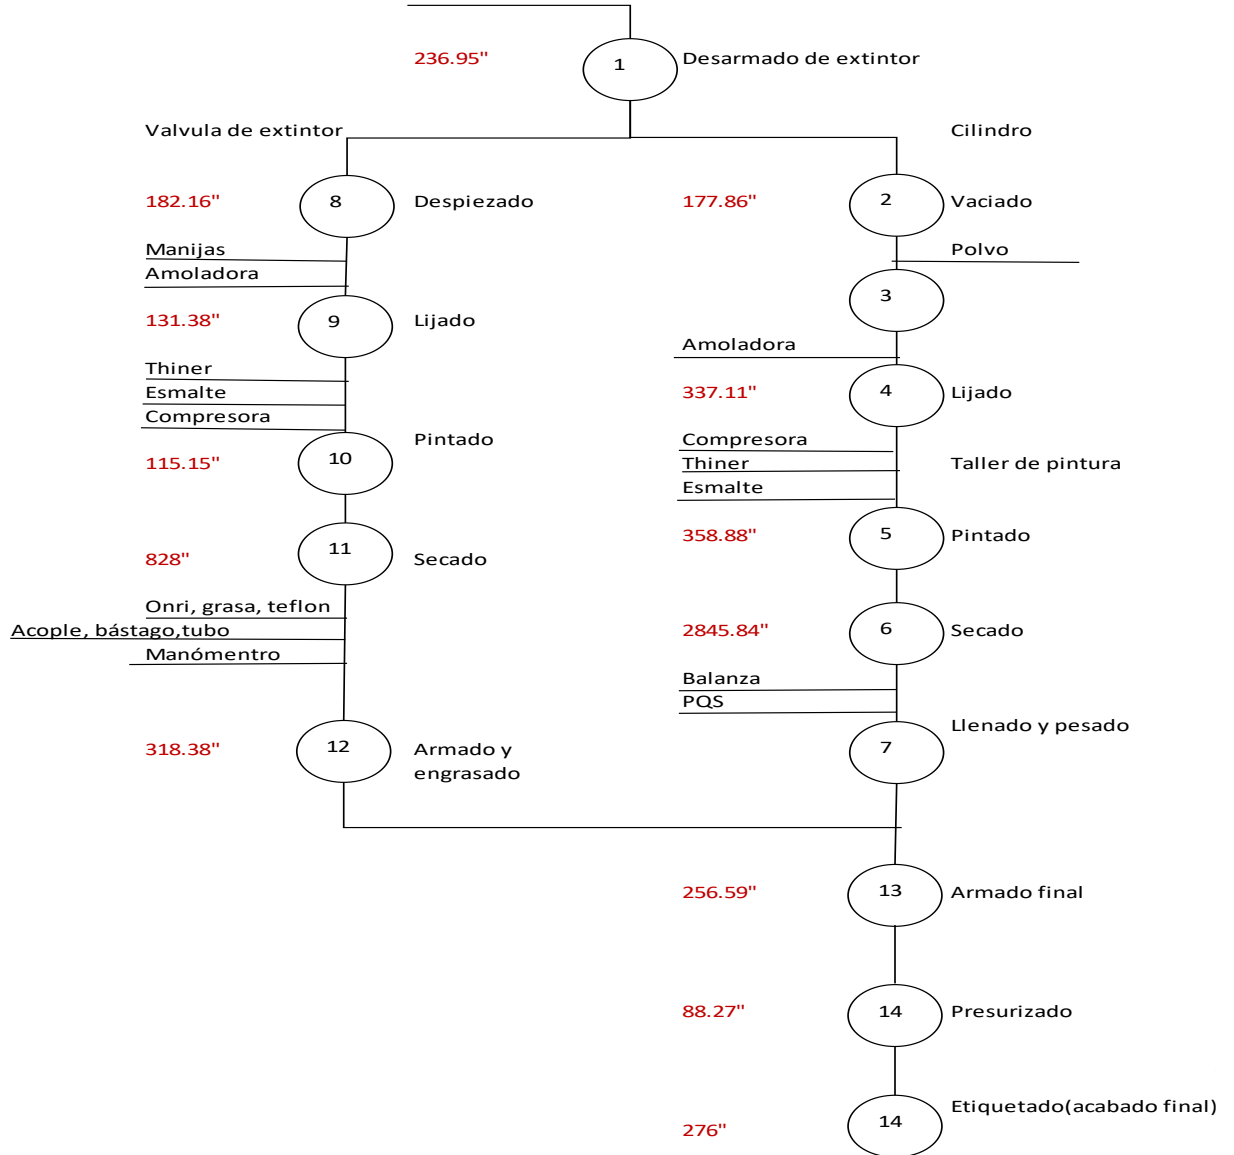 236.95"
1
Desarmado de extintor
Valvula de extintor
Cilindro
182.16"
8
Despiezado
177.86"
2
Vaciado
Manijas
Polvo
Amoladora
3
131.38"
9
Lijado
Amoladora
Thiner
337.11"
4
Lijado
Esmalte
Compresora
Pintado
Compresora
115.15"
10
Thiner
Taller de pintura
Esmalte
358.88"
5
Pintado
828"
11
Secado
Onri, grasa, teflon
Acople, bástago,tubo
2845.84"
6
Secado
Manómentro
Balanza
PQS
Llenado y pesado
318.38"
12
Armado y
engrasado
7
256.59"
13
Armado final
88.27"
14
Presurizado
Etiquetado(acabado final)
276"
14